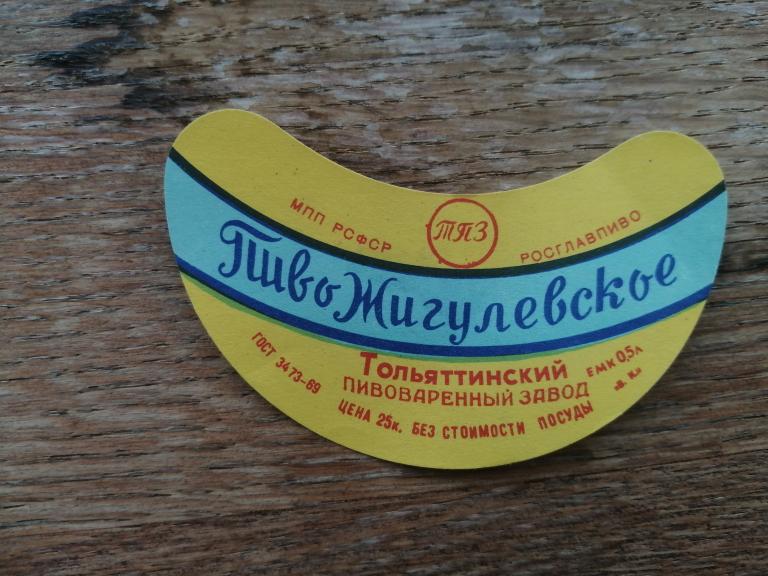 МПП РСФСР
ТПЗ
РОСГЛАВПИВО
Пиво Жигулевское
ГОСТ 3473-69
Тольяттинский
ПИВОВАРЕННЫЙ ЗАВОД
ЕМК 0,5л
«В. К»
ЦЕНА 25к. БЕЗ СТОИМОСТИ ПОСУДЫ